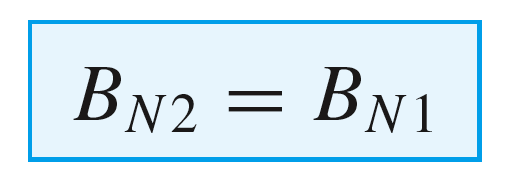 B_{N2} = B_{N1}